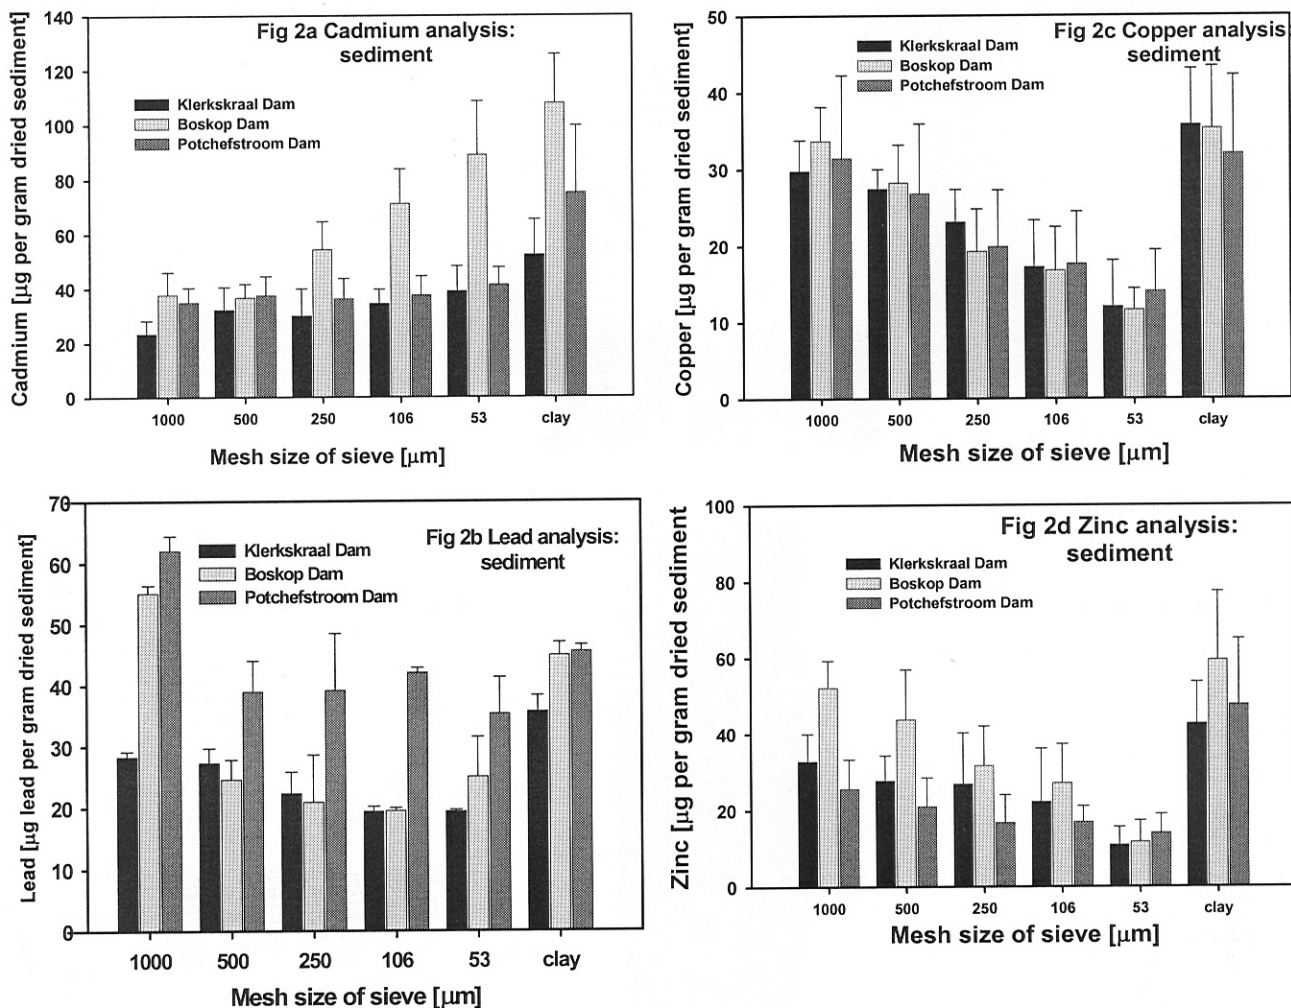 Fig 2a Cadmium analysis:
sediment
Klerkskraal Dam
Boskop Dam
Potchefstroom Dam
Cadmium [µg per gram dried sediment]
140
120
100
80
60
40
20
0
1000 500 250 106 53 clay
Mesh size of sieve [µm]
Fig 2c Copper analysis:
sediment
Klerkskraal Dam
Boskop Dam
Potchefstroom Dam
Copper [µg per gram dried sediment]
50
40
30
20
10
0
1000 500 250 106 53 clay
Mesh size of sieve [µm]
Fig 2b Lead analysis:
sediment
Klerkskraal Dam
Boskop Dam
Potchefstroom Dam
Lead [µg lead per gram dried sediment]
70
60
50
40
30
20
10
0
1000 500 250 106 53 clay
Mesh size of sieve [µm]
Fig 2d Zinc analysis:
sediment
Klerkskraal Dam
Boskop Dam
Potchefstroom Dam
Zinc [µg per gram dried sediment
100
80
60
40
20
0
1000 500 250 106 53 clay
Mesh size of sieve [µm]